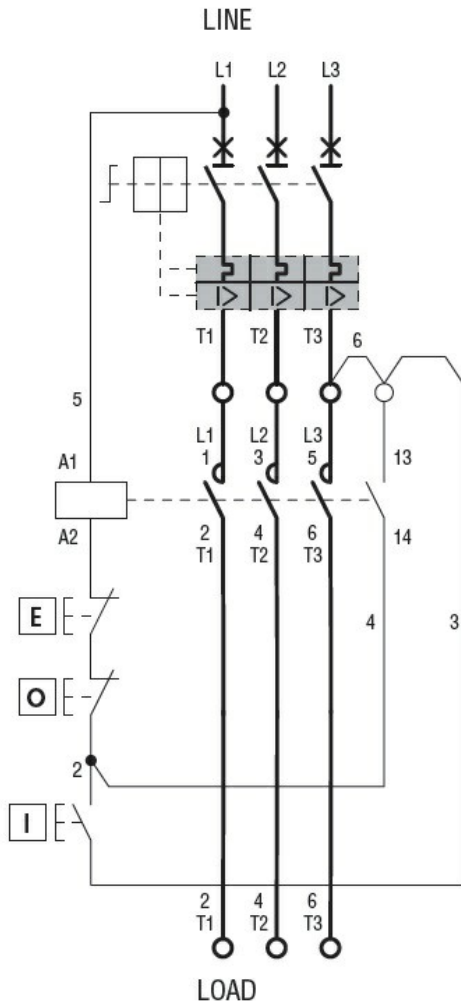 LINE
L1 L2 L3
I> I> I>
T1 T2 T3
6
5
L1 L2 L3
1 3 5 13
A1
2 4 6 14
T1 T2 T3
A2
E
4 3
O
2
I
2 4 6
T1 T2 T3
LOAD